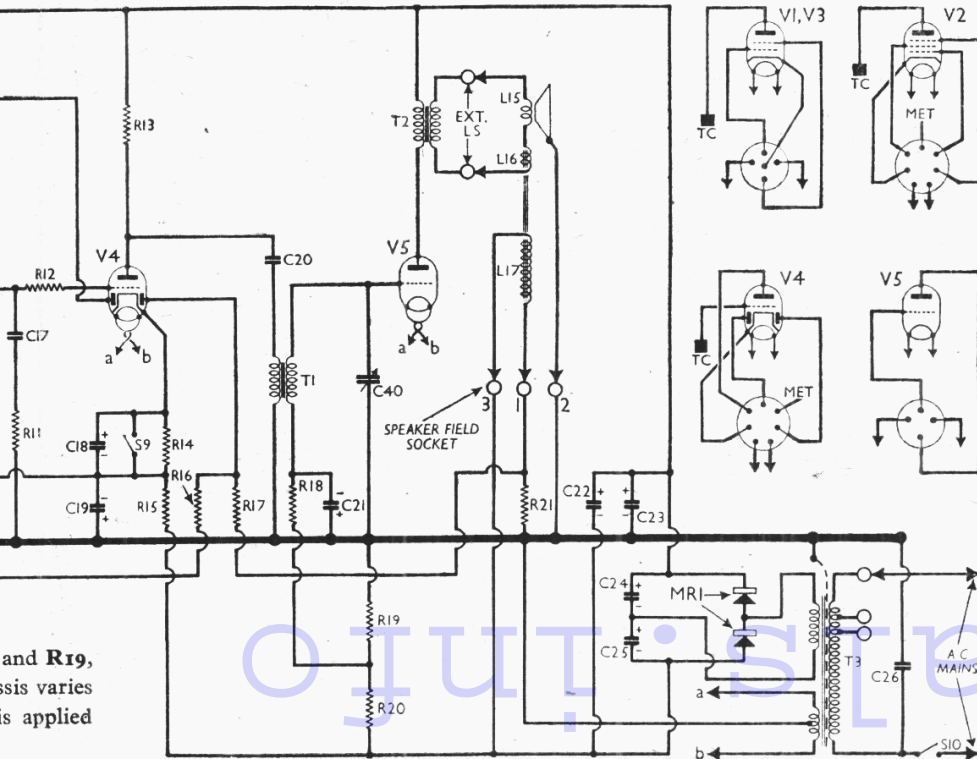 V1,V3
V2
TC
TC
MET
R13
T2
EXT.
LS
L15
L16
V4
C20
V5
L17
R12
a
b
C17
T1
a
b
C40
3
1
2
SPEAKER FIELD
SOCKET
V4
V5
TC
MET
R11
C18
S9
R14
R16
C19
R15
R17
R18
C21
R21
C22
C23
C24
MR1
C25
R19
T3
C26
A C
MAINS
and R19,
ssis varies
is applied
R20
a
b
S10
als.info